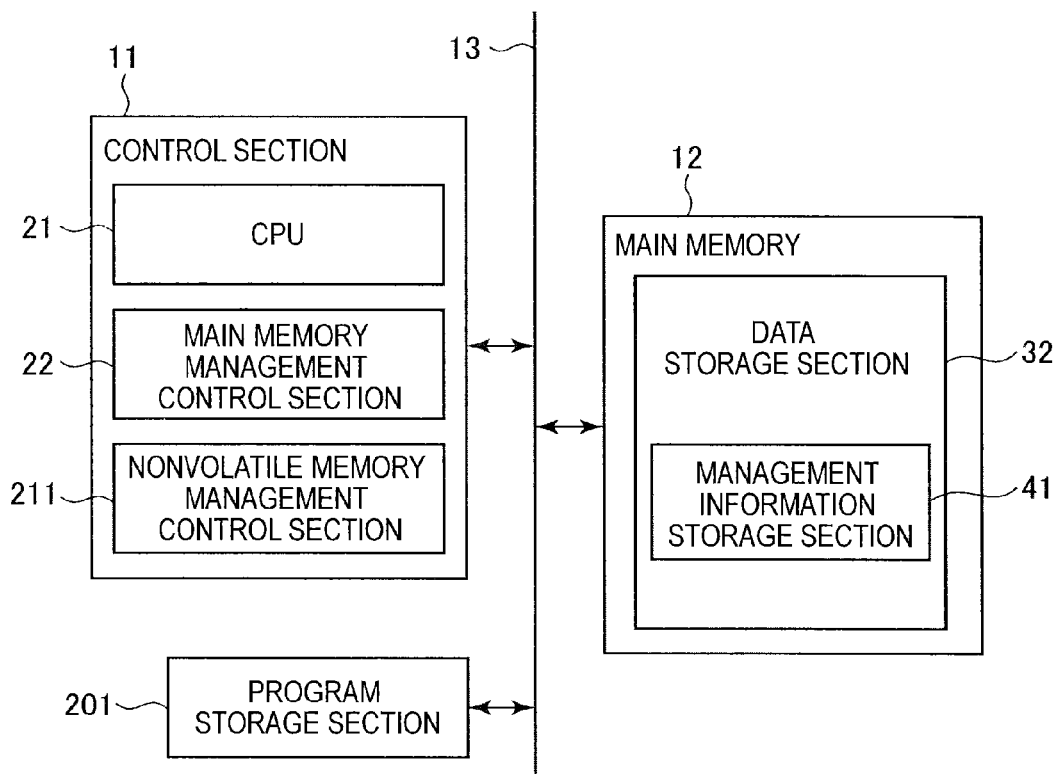 11
CONTROL SECTION
21
CPU
22
MAIN MEMORY
MANAGEMENT
CONTROL SECTION
211
NONVOLATILE MEMORY
MANAGEMENT
CONTROL SECTION
13
12
MAIN MEMORY
DATA
STORAGE SECTION
32
MANAGEMENT
INFORMATION
STORAGE SECTION
41
201
PROGRAM
STORAGE SECTION